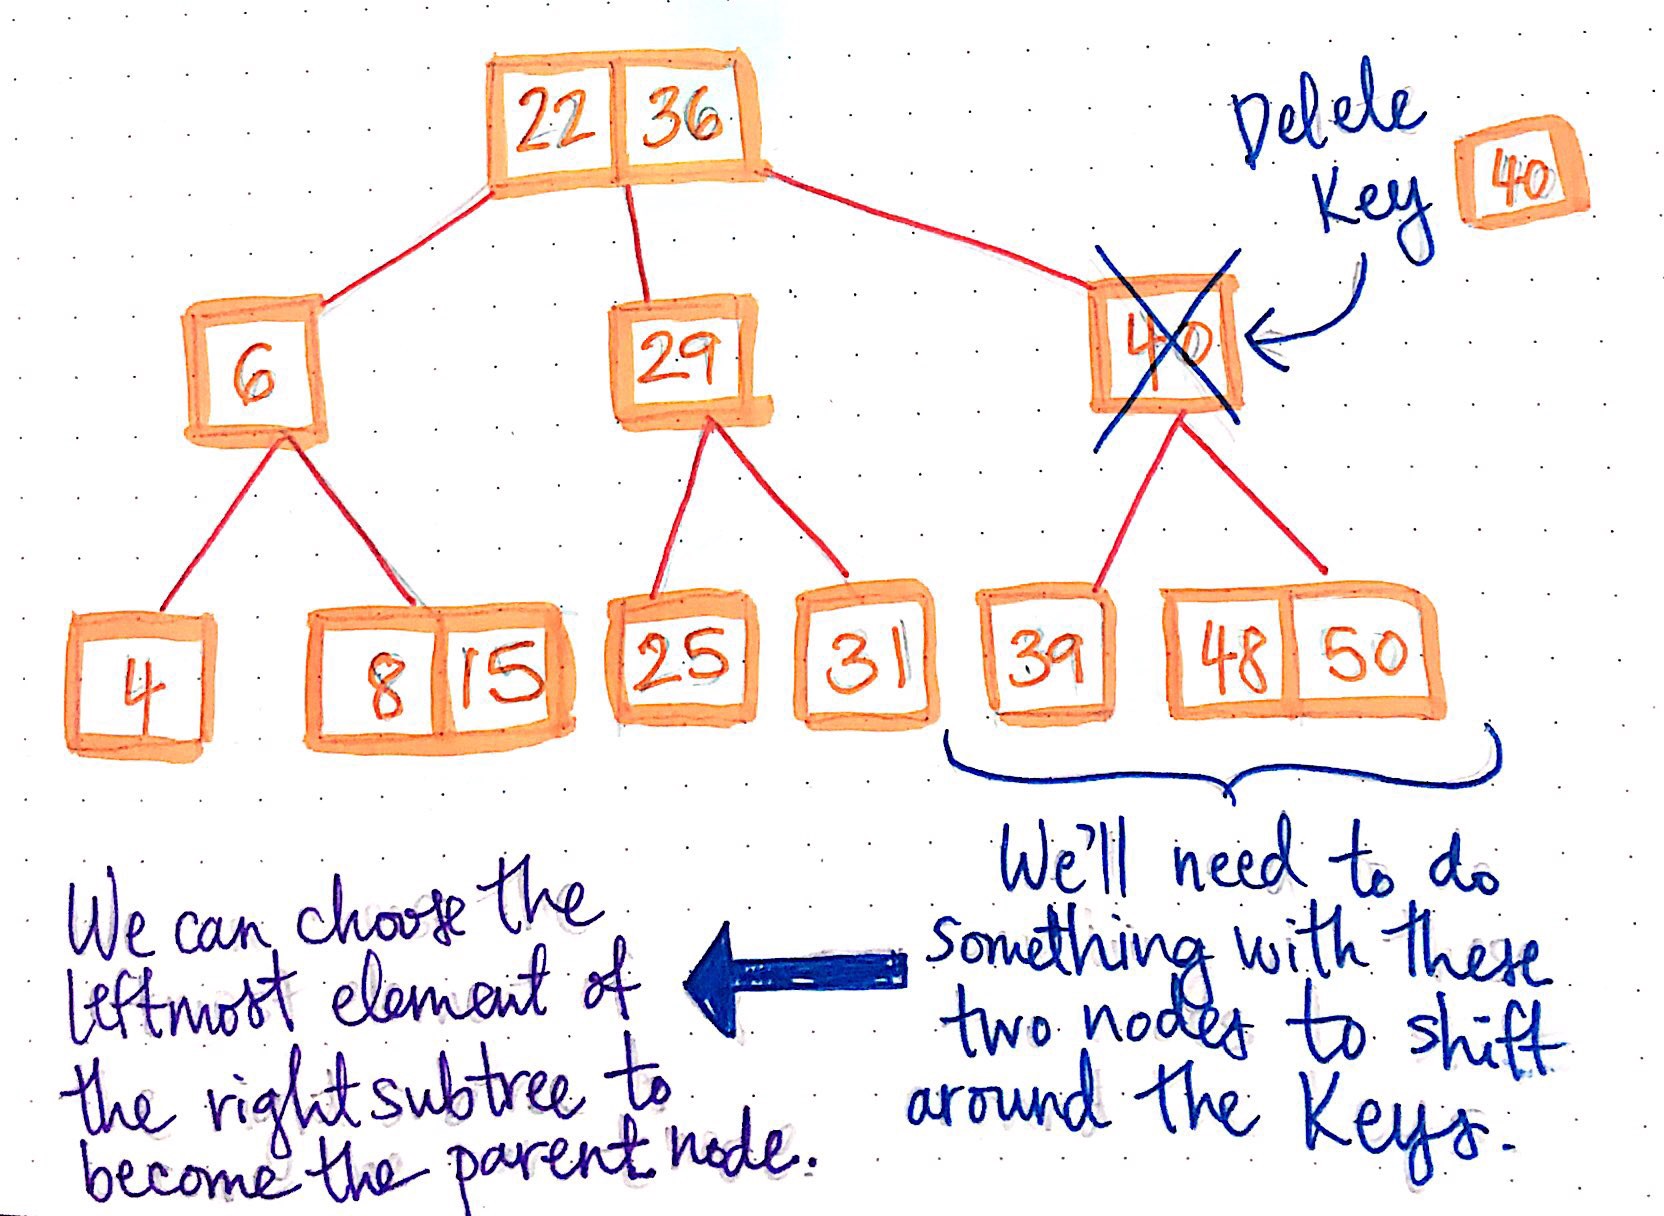 22 36
Delete
Key
40
6
29
40
4
8 15
25
31
39
48 50
We'll need to do
something with these
two nodes to shift
around the Keys.
We can choose the
leftmost element of
the right subtree to
become the parent node.